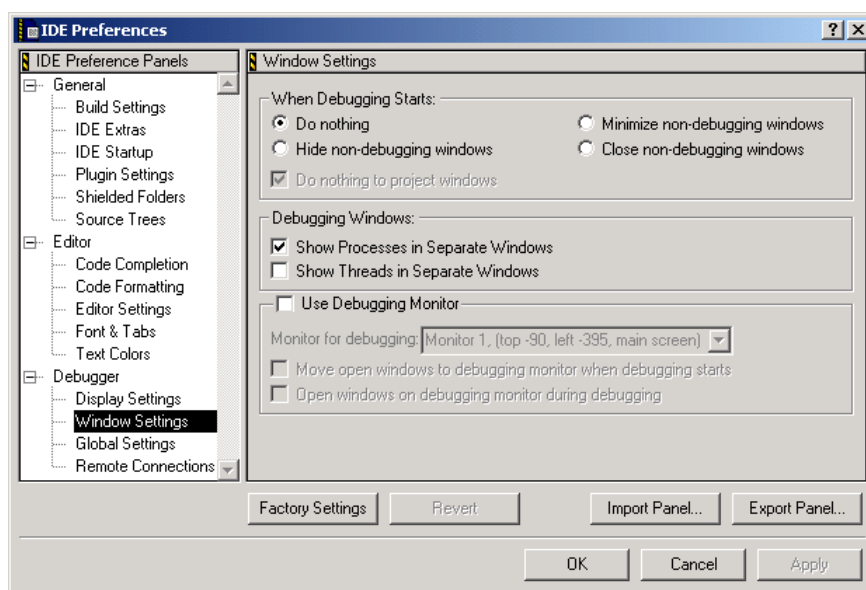 IDE Preferences
IDE Preference Panels
General
Build Settings
IDE Extras
IDE Startup
Plugin Settings
Shielded Folders
Source Trees
Editor
Code Completion
Code Formatting
Editor Settings
Font & Tabs
Text Colors
Debugger
Display Settings
Window Settings
Global Settings
Remote Connections
Window Settings
When Debugging Starts:
Do nothing
Minimize non-debugging windows
Hide non-debugging windows
Close non-debugging windows
Do nothing to project windows
Debugging Windows:
Show Processes in Separate Windows
Show Threads in Separate Windows
Use Debugging Monitor
Monitor for debugging: Monitor 1, (top -90, left -395, main screen)
Move open windows to debugging monitor when debugging starts
Open windows on debugging monitor during debugging
Factory Settings
Revert
Import Panel...
Export Panel...
OK
Cancel
Apply